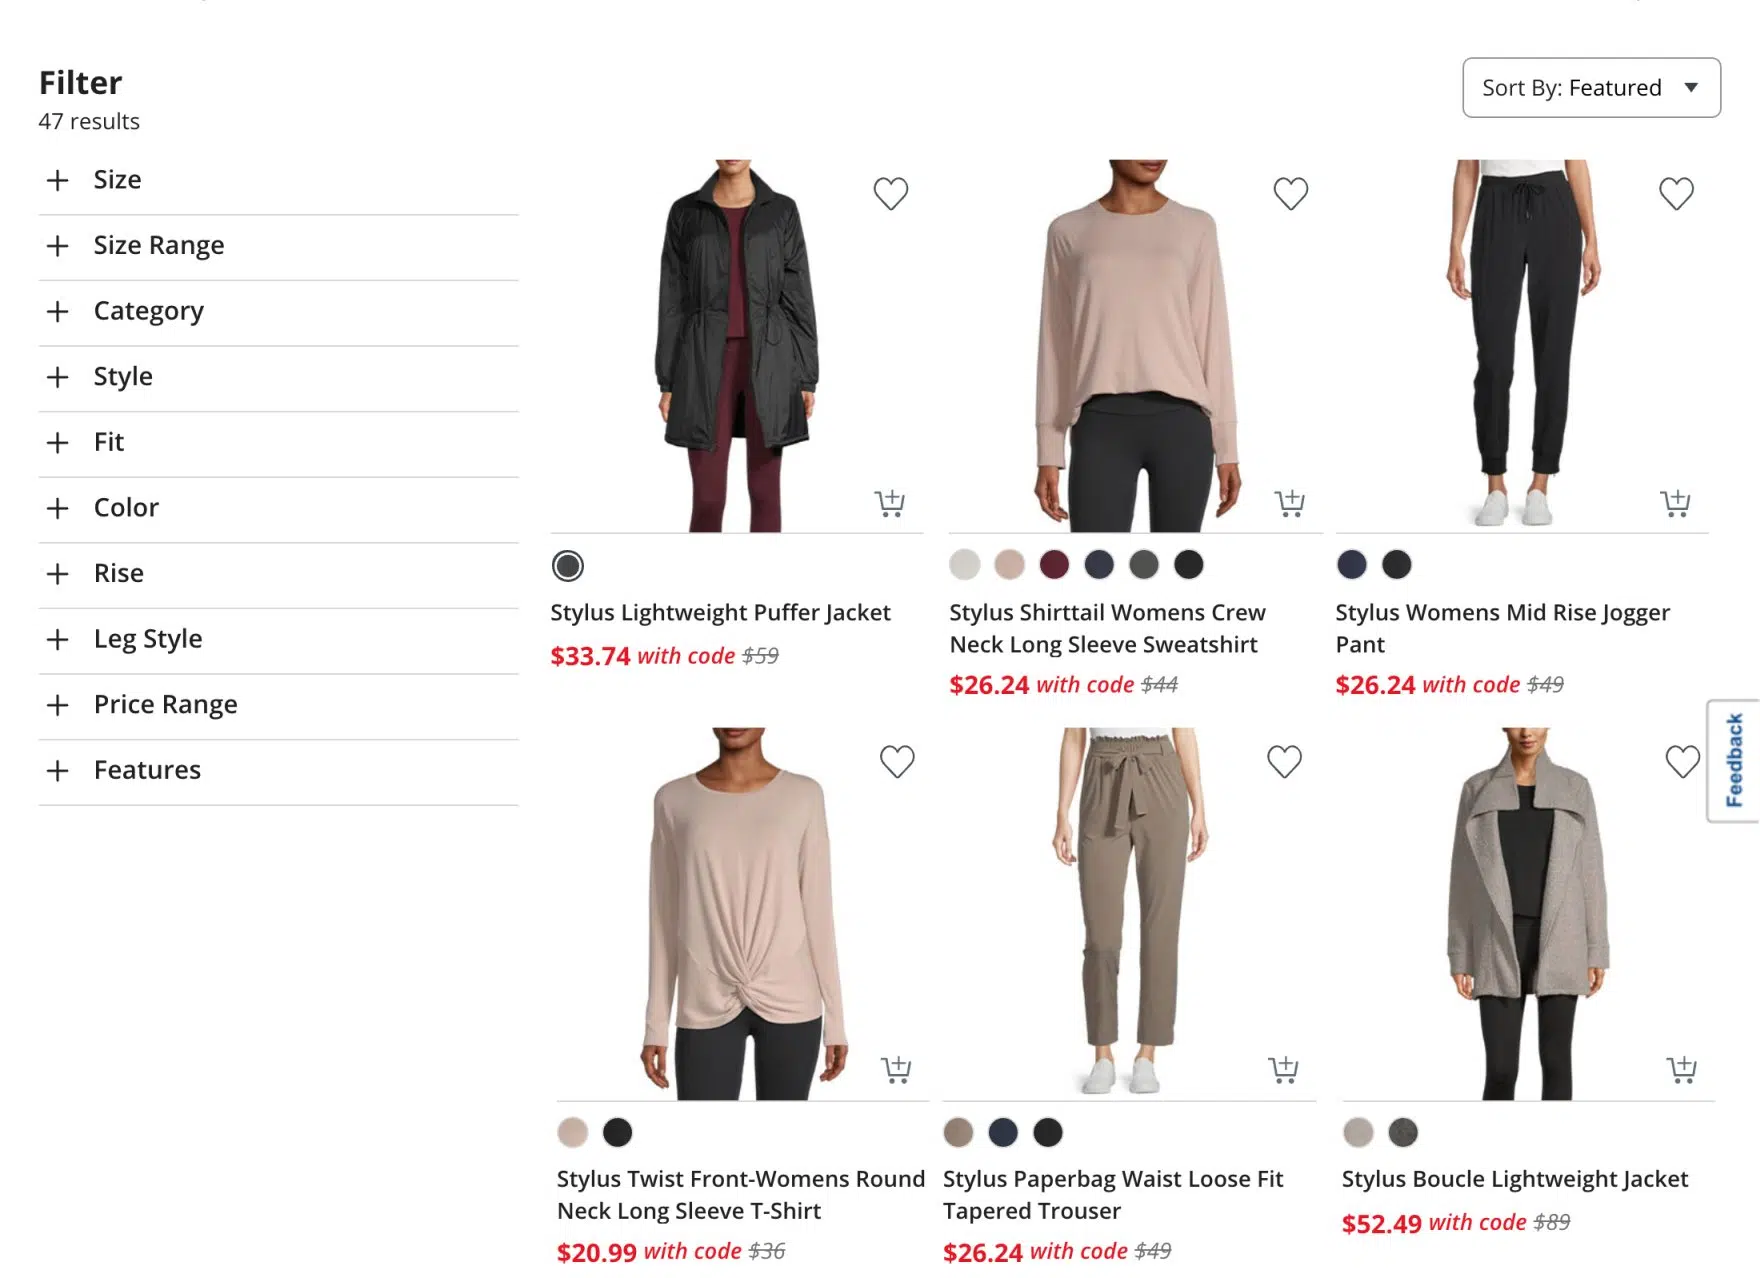 Filter
47 results
Sort By: Featured
Size
Size Range
Category
Style
Fit
Color
Rise
Leg Style
Price Range
Features
Stylus Lightweight Puffer Jacket
$33.74 with code $59
Stylus Shirttail Womens Crew
Neck Long Sleeve Sweatshirt
$26.24 with code $44
Stylus Womens Mid Rise Jogger
Pant
$26.24 with code $49
Feedback
Stylus Twist Front-Womens Round
Neck Long Sleeve T-Shirt
$20.99 with code $36
Stylus Paperbag Waist Loose Fit
Tapered Trouser
$26.24 with code $49
Stylus Boucle Lightweight Jacket
$52.49 with code $89